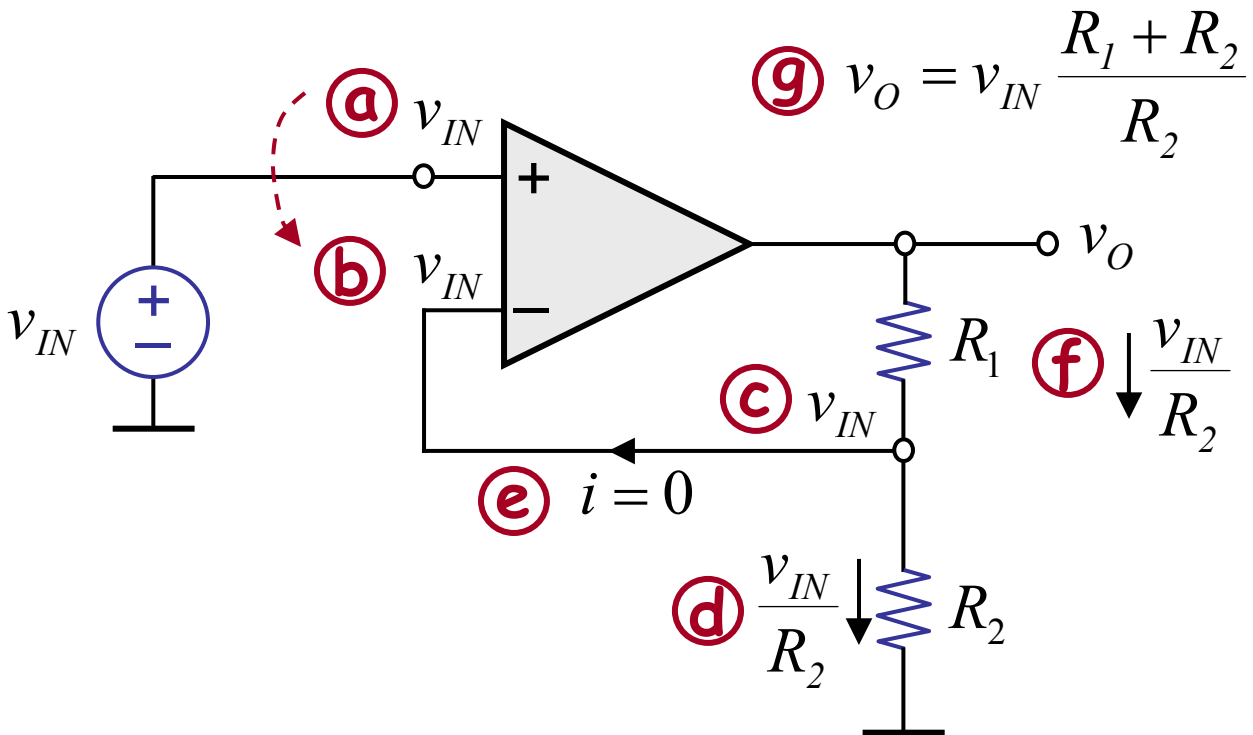 ⓖ v_O = v_IN (R_1 + R_2) / R_2
ⓐ v_IN
+
ⓑ v_IN
−
v_O
v_IN
+
−
R_1
ⓕ v_IN / R_2
ⓒ v_IN
ⓔ i = 0
ⓓ v_IN / R_2
R_2